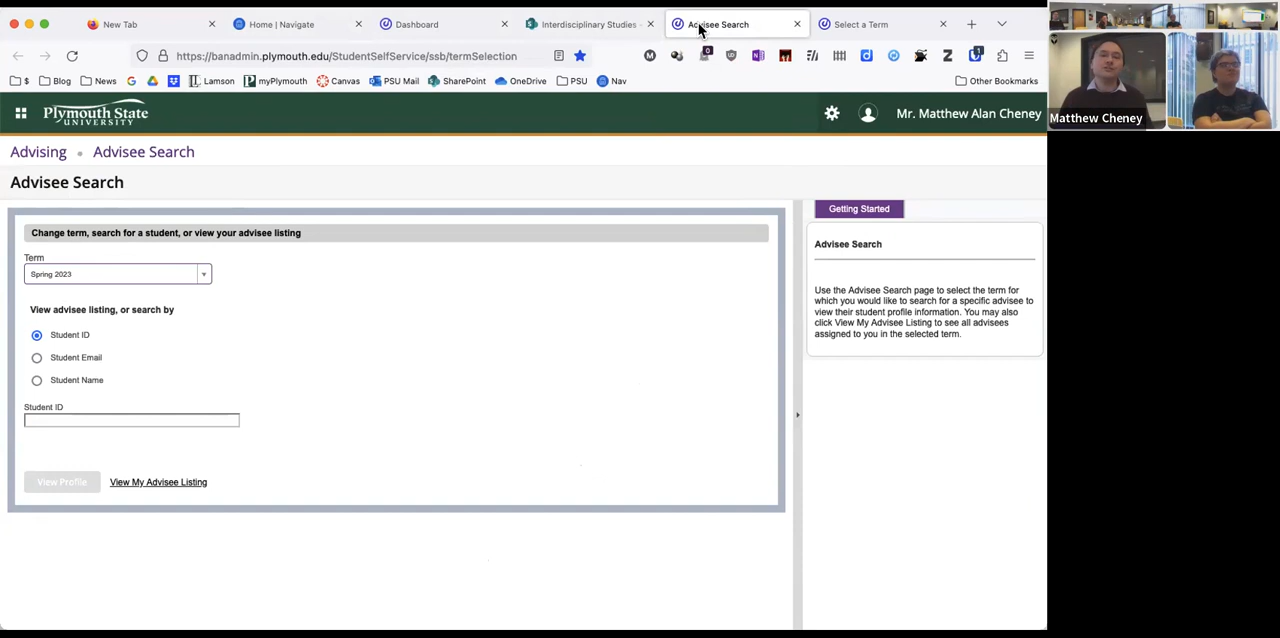 New Tab
Home | Navigate
Dashboard
Interdisciplinary Studies -
Advisee Search
Select a Term
https://banadmin.plymouth.edu/StudentSelfService/ssb/termSelection
$
Blog
News
Lamson
myPlymouth
Canvas
PSU Mail
SharePoint
OneDrive
PSU
Nav
Other Bookmarks
Plymouth State
UNIVERSITY
Mr. Matthew Alan Cheney
Matthew Cheney
Advising
Advisee Search
Advisee Search
Change term, search for a student, or view your advisee listing
Term
Spring 2023
View advisee listing, or search by
Student ID
Student Email
Student Name
Student ID
View Profile
View My Advisee Listing
Getting Started
Advisee Search
Use the Advisee Search page to select the term for
which you would like to search for a specific advisee to
view their student profile information. You may also
click View My Advisee Listing to see all advisees
assigned to you in the selected term.